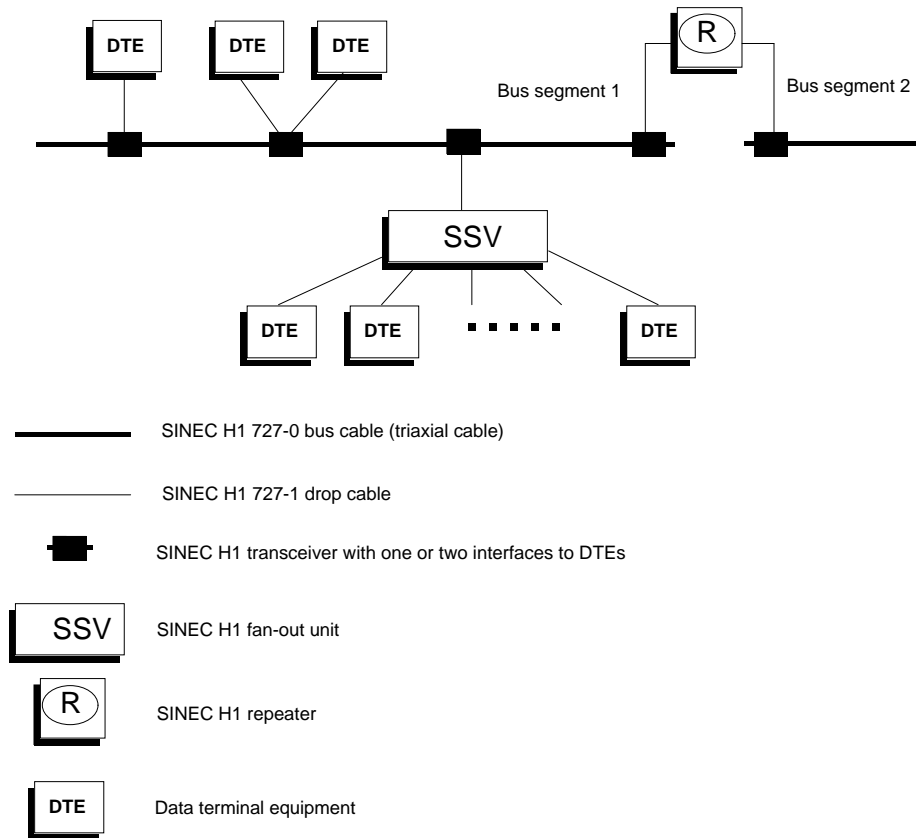 DTE
DTE
DTE
R
Bus segment 1
Bus segment 2
SSV
DTE
DTE
DTE
SINEC H1 727-0 bus cable (triaxial cable)
SINEC H1 727-1 drop cable
SINEC H1 transceiver with one or two interfaces to DTEs
SSV
SINEC H1 fan-out unit
R
SINEC H1 repeater
DTE
Data terminal equipment